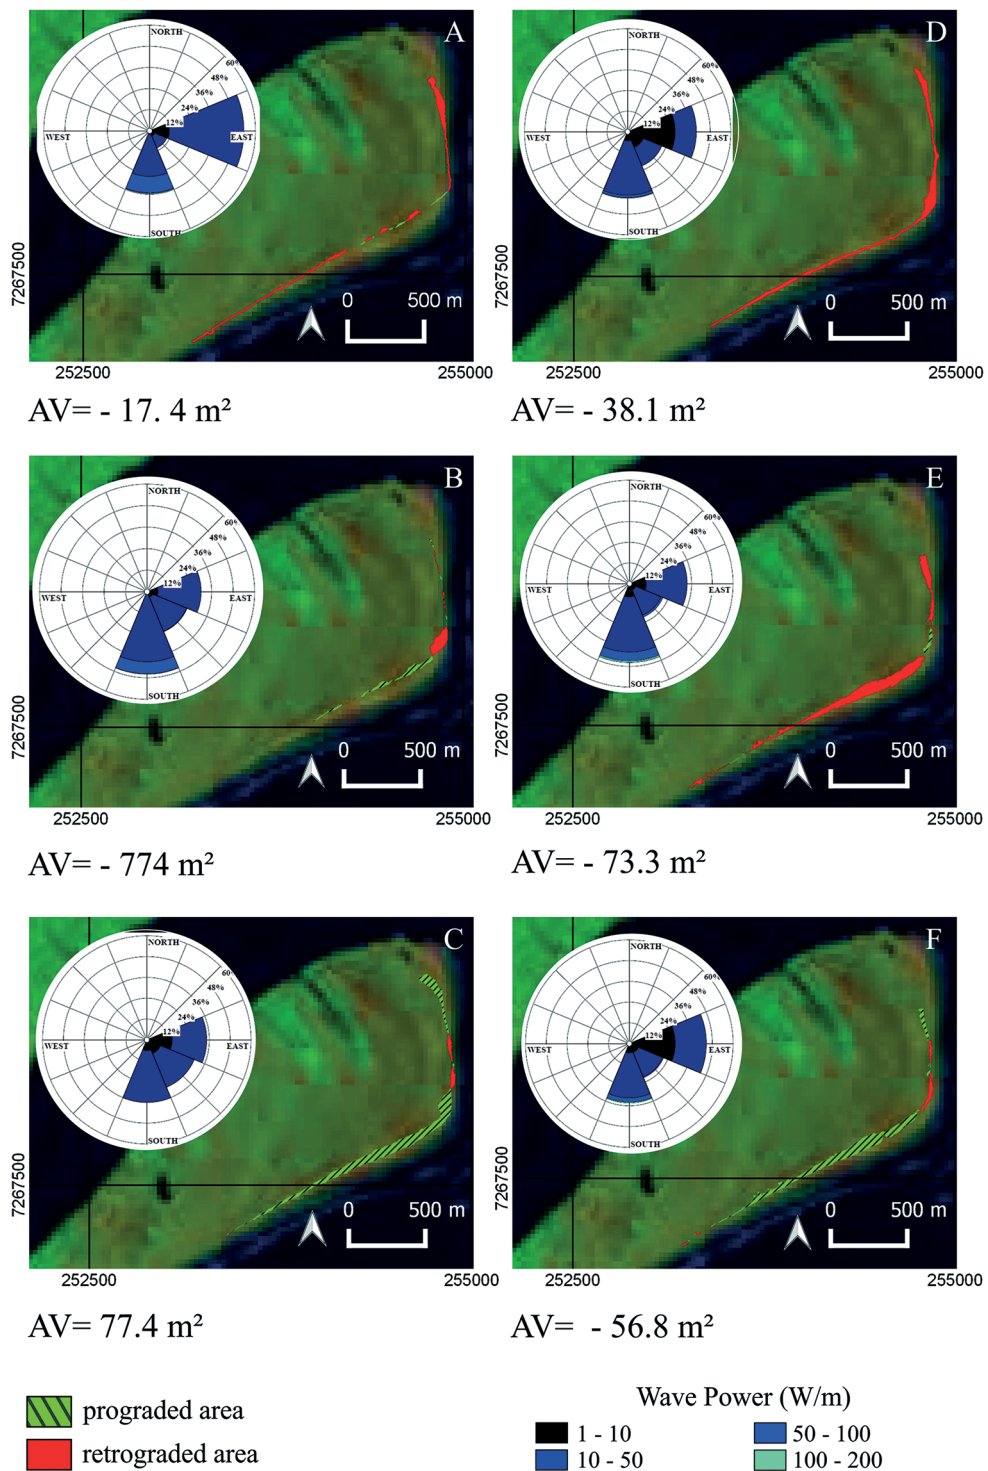 A
NORTH
60%
48%
36%
24%
12%
WEST
EAST
SOUTH
7267500
0 500 m
252500 255000
AV= - 17. 4 m²
D
NORTH
60%
48%
36%
24%
12%
WEST
EAST
SOUTH
7267500
0 500 m
252500 255000
AV= - 38.1 m²
B
NORTH
60%
48%
36%
24%
12%
WEST
EAST
SOUTH
7267500
0 500 m
252500 255000
AV= - 774 m²
E
NORTH
60%
48%
36%
24%
12%
WEST
EAST
SOUTH
7267500
0 500 m
252500 255000
AV= - 73.3 m²
C
NORTH
60%
48%
36%
24%
12%
WEST
EAST
SOUTH
7267500
0 500 m
252500 255000
AV= 77.4 m²
F
NORTH
60%
48%
36%
24%
12%
WEST
EAST
SOUTH
7267500
0 500 m
252500 255000
AV= - 56.8 m²
prograded area
retrograded area
Wave Power (W/m)
1 - 10
50 - 100
10 - 50
100 - 200